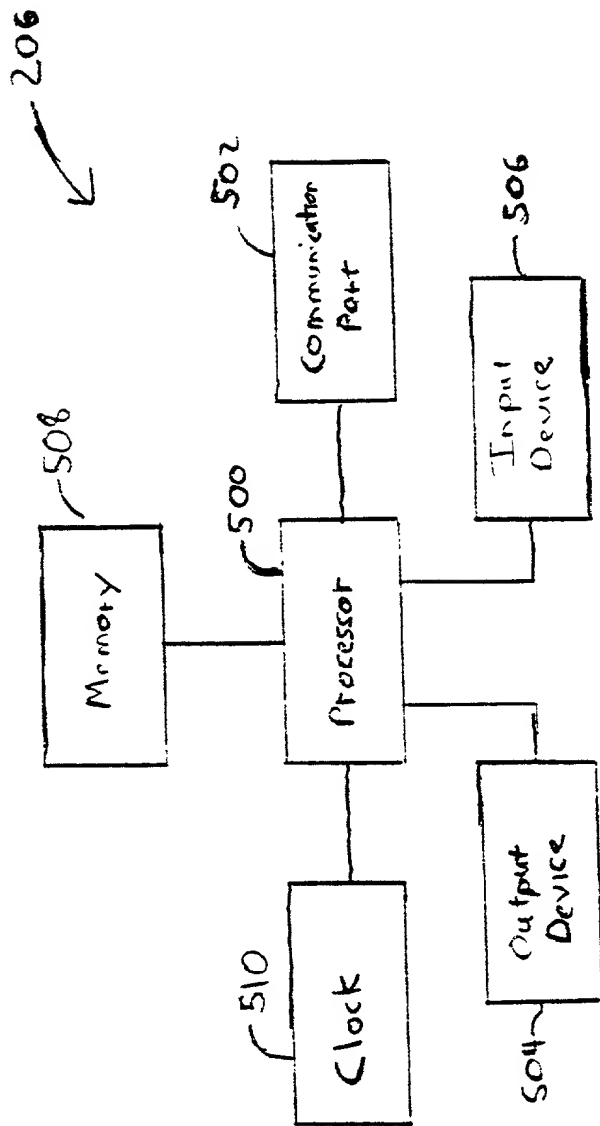 206
508
Memory
510
Clock
500
Processor
502
Communication
Port
504
Output
Device
Input
Device
506